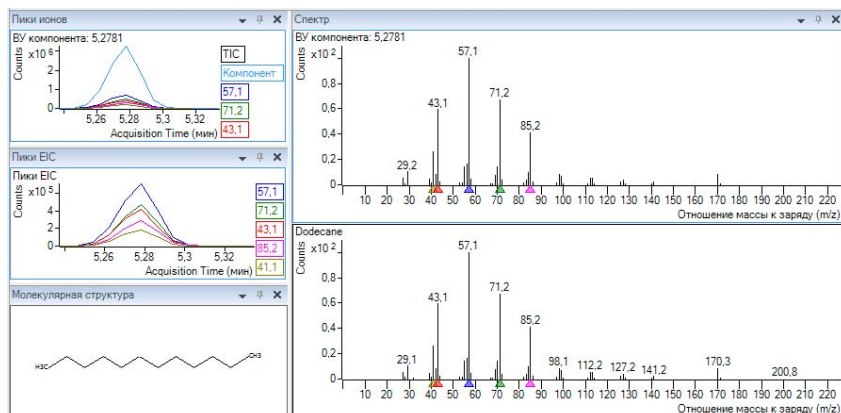 Пики ионов
ВУ компонента: 5,2781
Counts
x10 6
2
1
0
5,26 5,28 5,3 5,32
Acquisition Time (мин)
TIC
Компонент
57,1
71,2
43,1
Пики EIC
Пики EIC
Counts
x10 5
4
2
0
5,26 5,28 5,3 5,32
Acquisition Time (мин)
57,1
71,2
43,1
85,2
41,1
Молекулярная структура
H3C
CH3
Спектр
ВУ компонента: 5,2781
Counts
x10 2
0,8
0,6
0,4
0,2
0
29,2
43,1
57,1
71,2
85,2
10 20 30 40 50 60 70 80 90 100 110 120 130 140 150 160 170 180 190 200 210 220
Отношение массы к заряду (m/z)
Dodecane
Counts
x10 2
0,8
0,6
0,4
0,2
0
29,1
43,1
57,1
71,2
85,2
98,1
112,2
127,2
141,2
170,3
200,8
10 20 30 40 50 60 70 80 90 100 110 120 130 140 150 160 170 180 190 200 210 220
Отношение массы к заряду (m/z)